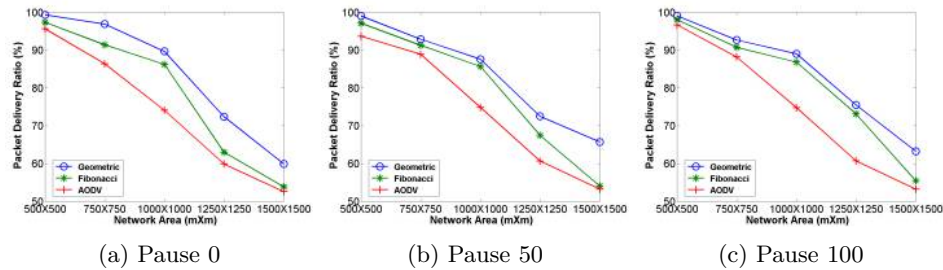 Packet Delivery Ratio (%)
100
90
80
70
60
50
500X500 750X750 1000X1000 1250X1250 1500X1500
Network Area (mXm)
Geometric
Fibonacci
AODV
(a) Pause 0
Packet Delivery Ratio (%)
100
90
80
70
60
50
500X500 750X750 1000X1000 1250X1250 1500X1500
Network Area (mXm)
Geometric
Fibonacci
AODV
(b) Pause 50
Packet Delivery Ratio (%)
100
90
80
70
60
50
500X500 750X750 1000X1000 1250X1250 1500X1500
Network Area (mXm)
Geometric
Fibonacci
AODV
(c) Pause 100